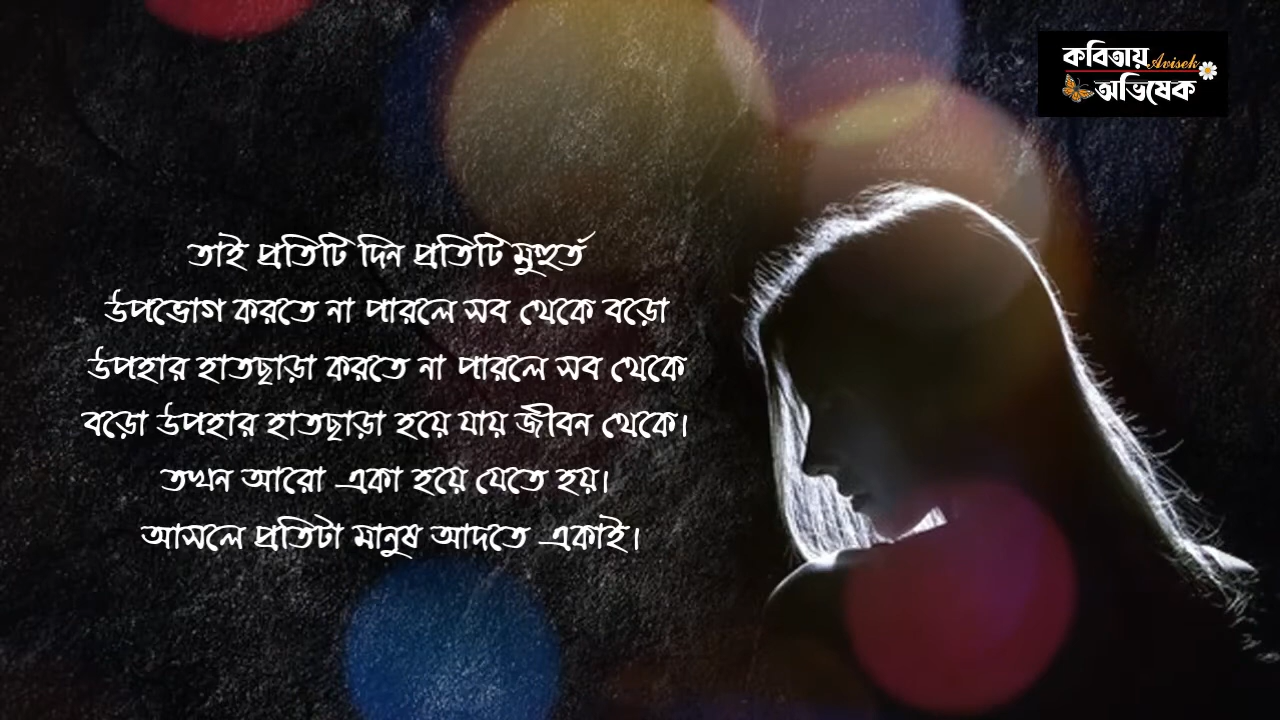 কবিতায়
Avisek
অভিষেক
তাই প্রতিটি দিন প্রতিটি মুহুর্ত
উপভোগ করতে না পারলে সব থেকে বড়ো
উপহার হাতছাড়া করতে না পারলে সব থেকে
বড়ো উপহার হাতছাড়া হয়ে যায় জীবন থেকে।
তখন আরো একা হয়ে যেতে হয়।
আসলে প্রতিটা মানুষ আদতে একাই।